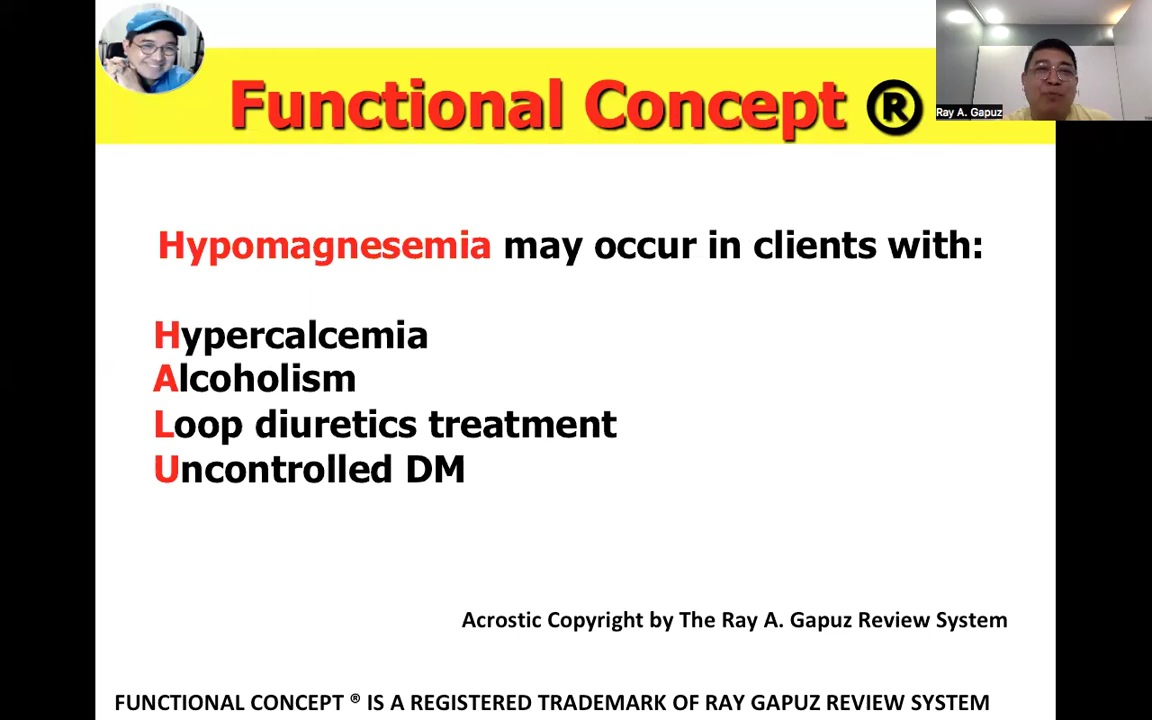 Functional Concept ®
Ray A. Gapuz
Hypomagnesemia may occur in clients with:
Hypercalcemia
Alcoholism
Loop diuretics treatment
Uncontrolled DM
Acrostic Copyright by The Ray A. Gapuz Review System
FUNCTIONAL CONCEPT ® IS A REGISTERED TRADEMARK OF RAY GAPUZ REVIEW SYSTEM